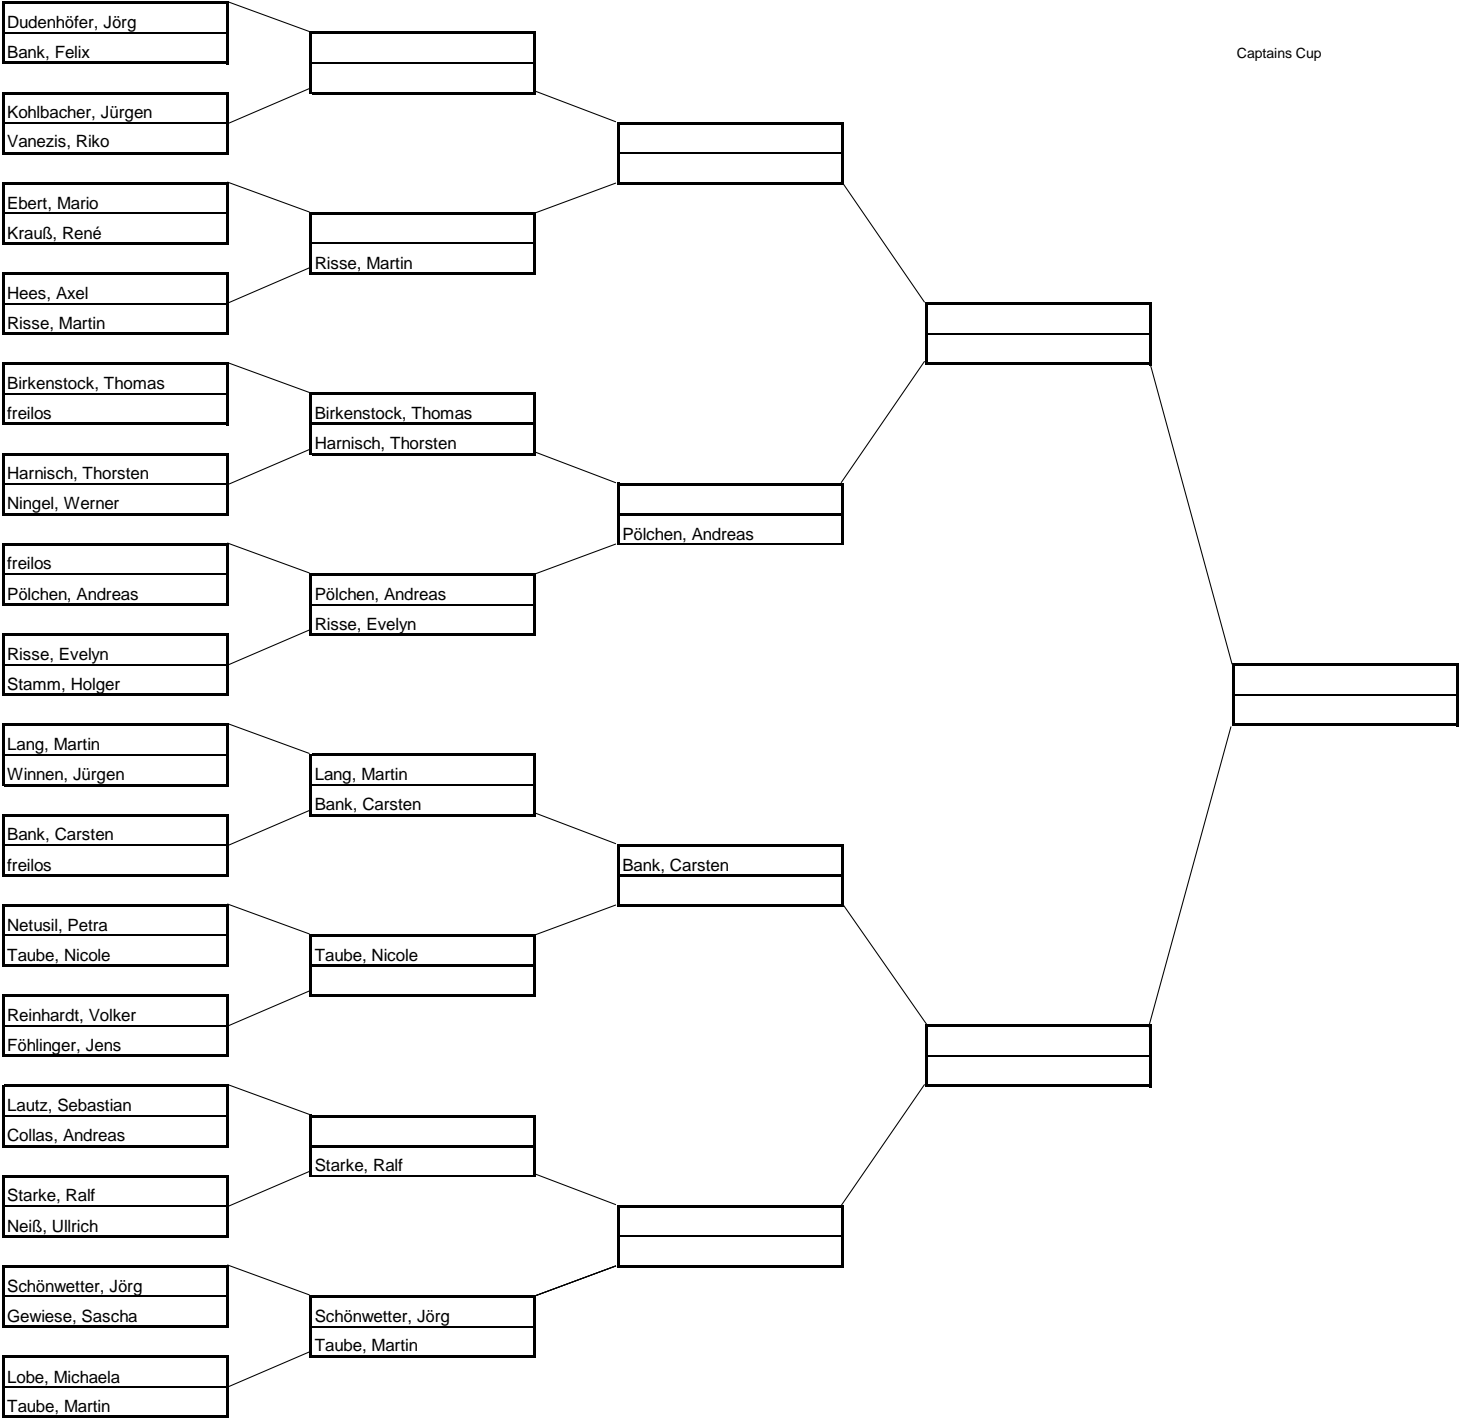 Dudenhöfer, Jörg
Bank, Felix
Captains Cup
Kohlbacher, Jürgen
Vanezis, Riko
Ebert, Mario
Krauß, René
Risse, Martin
Hees, Axel
Risse, Martin
Birkenstock, Thomas
freilos
Birkenstock, Thomas
Harnisch, Thorsten
Harnisch, Thorsten
Ningel, Werner
Pölchen, Andreas
freilos
Pölchen, Andreas
Pölchen, Andreas
Risse, Evelyn
Risse, Evelyn
Stamm, Holger
Lang, Martin
Winnen, Jürgen
Lang, Martin
Bank, Carsten
Bank, Carsten
freilos
Bank, Carsten
Netusil, Petra
Taube, Nicole
Taube, Nicole
Reinhardt, Volker
Föhlinger, Jens
Lautz, Sebastian
Collas, Andreas
Starke, Ralf
Starke, Ralf
Neiß, Ullrich
Schönwetter, Jörg
Gewiese, Sascha
Schönwetter, Jörg
Taube, Martin
Lobe, Michaela
Taube, Martin